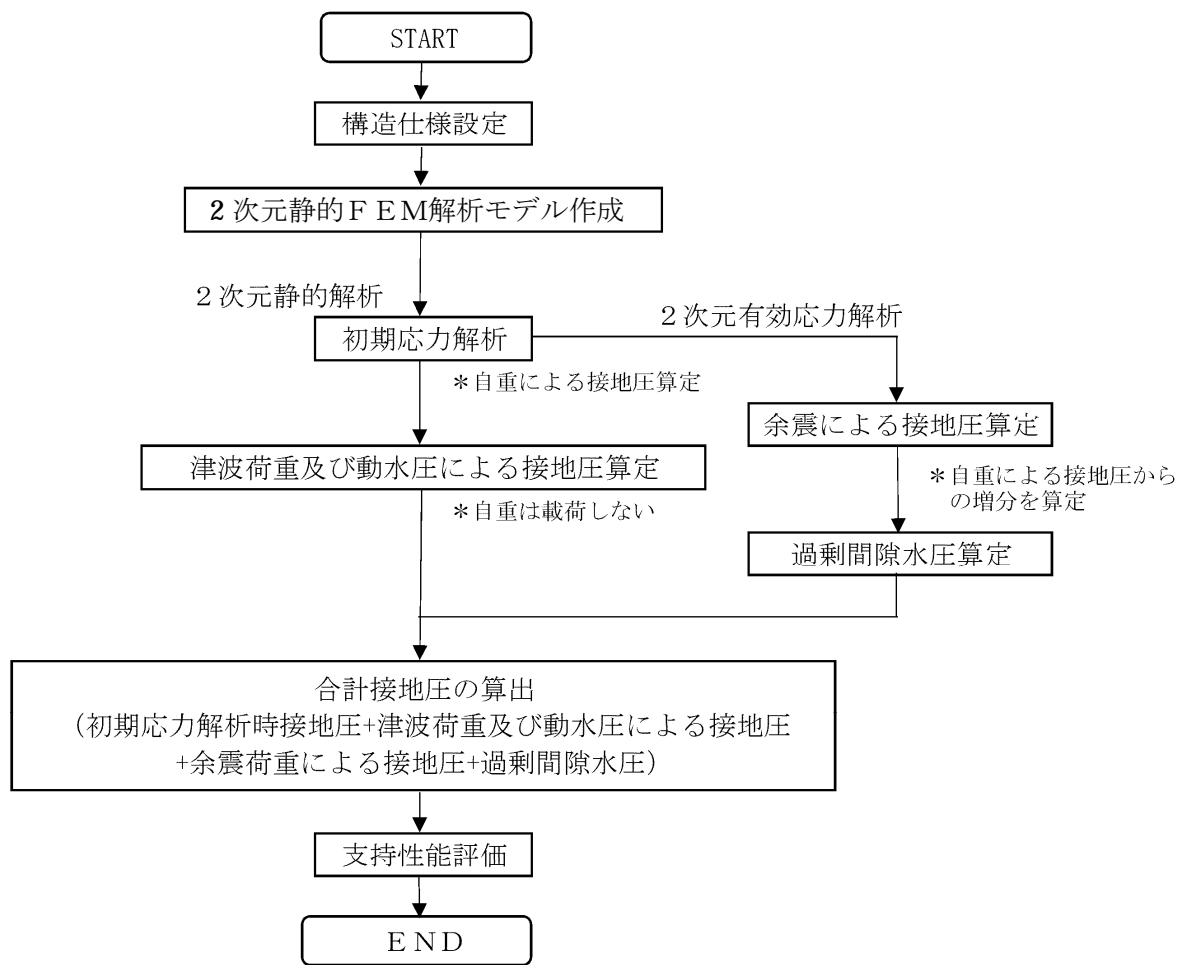 START
構造仕様設定
2次元静的FEM解析モデル作成
2次元静的解析
初期応力解析
2次元有効応力解析
＊自重による接地圧算定
余震による接地圧算定
津波荷重及び動水圧による接地圧算定
＊自重による接地圧から
の増分を算定
＊自重は載荷しない
過剰間隙水圧算定
合計接地圧の算出
（初期応力解析時接地圧+津波荷重及び動水圧による接地圧
+余震荷重による接地圧+過剰間隙水圧）
支持性能評価
END